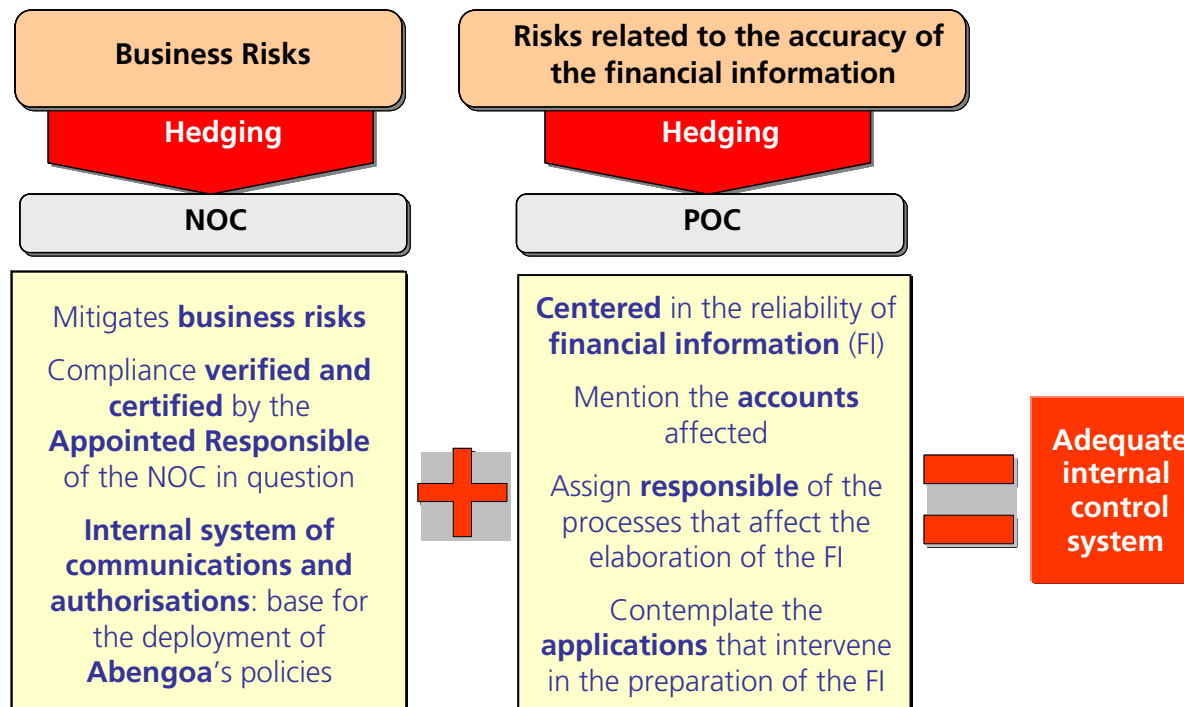 Business Risks
Hedging
NOC
Mitigates business risks
Compliance verified and
certified by the
Appointed Responsible
of the NOC in question
Internal system of
communications and
authorisations: base for
the deployment of
Abengoa's policies
Risks related to the accuracy of
the financial information
Hedging
POC
Centered in the reliability of
financial information (FI)
Mention the accounts
affected
Assign responsible of the
processes that affect the
elaboration of the FI
Contemplate the
applications that intervene
in the preparation of the FI
Adequate
internal
control
system